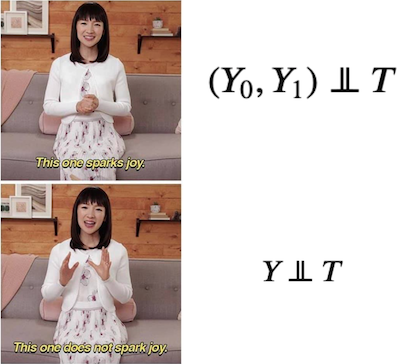 (Y₀, Y₁) ⫫ T
This one sparks joy.
Y ⫫ T
This one does not spark joy.